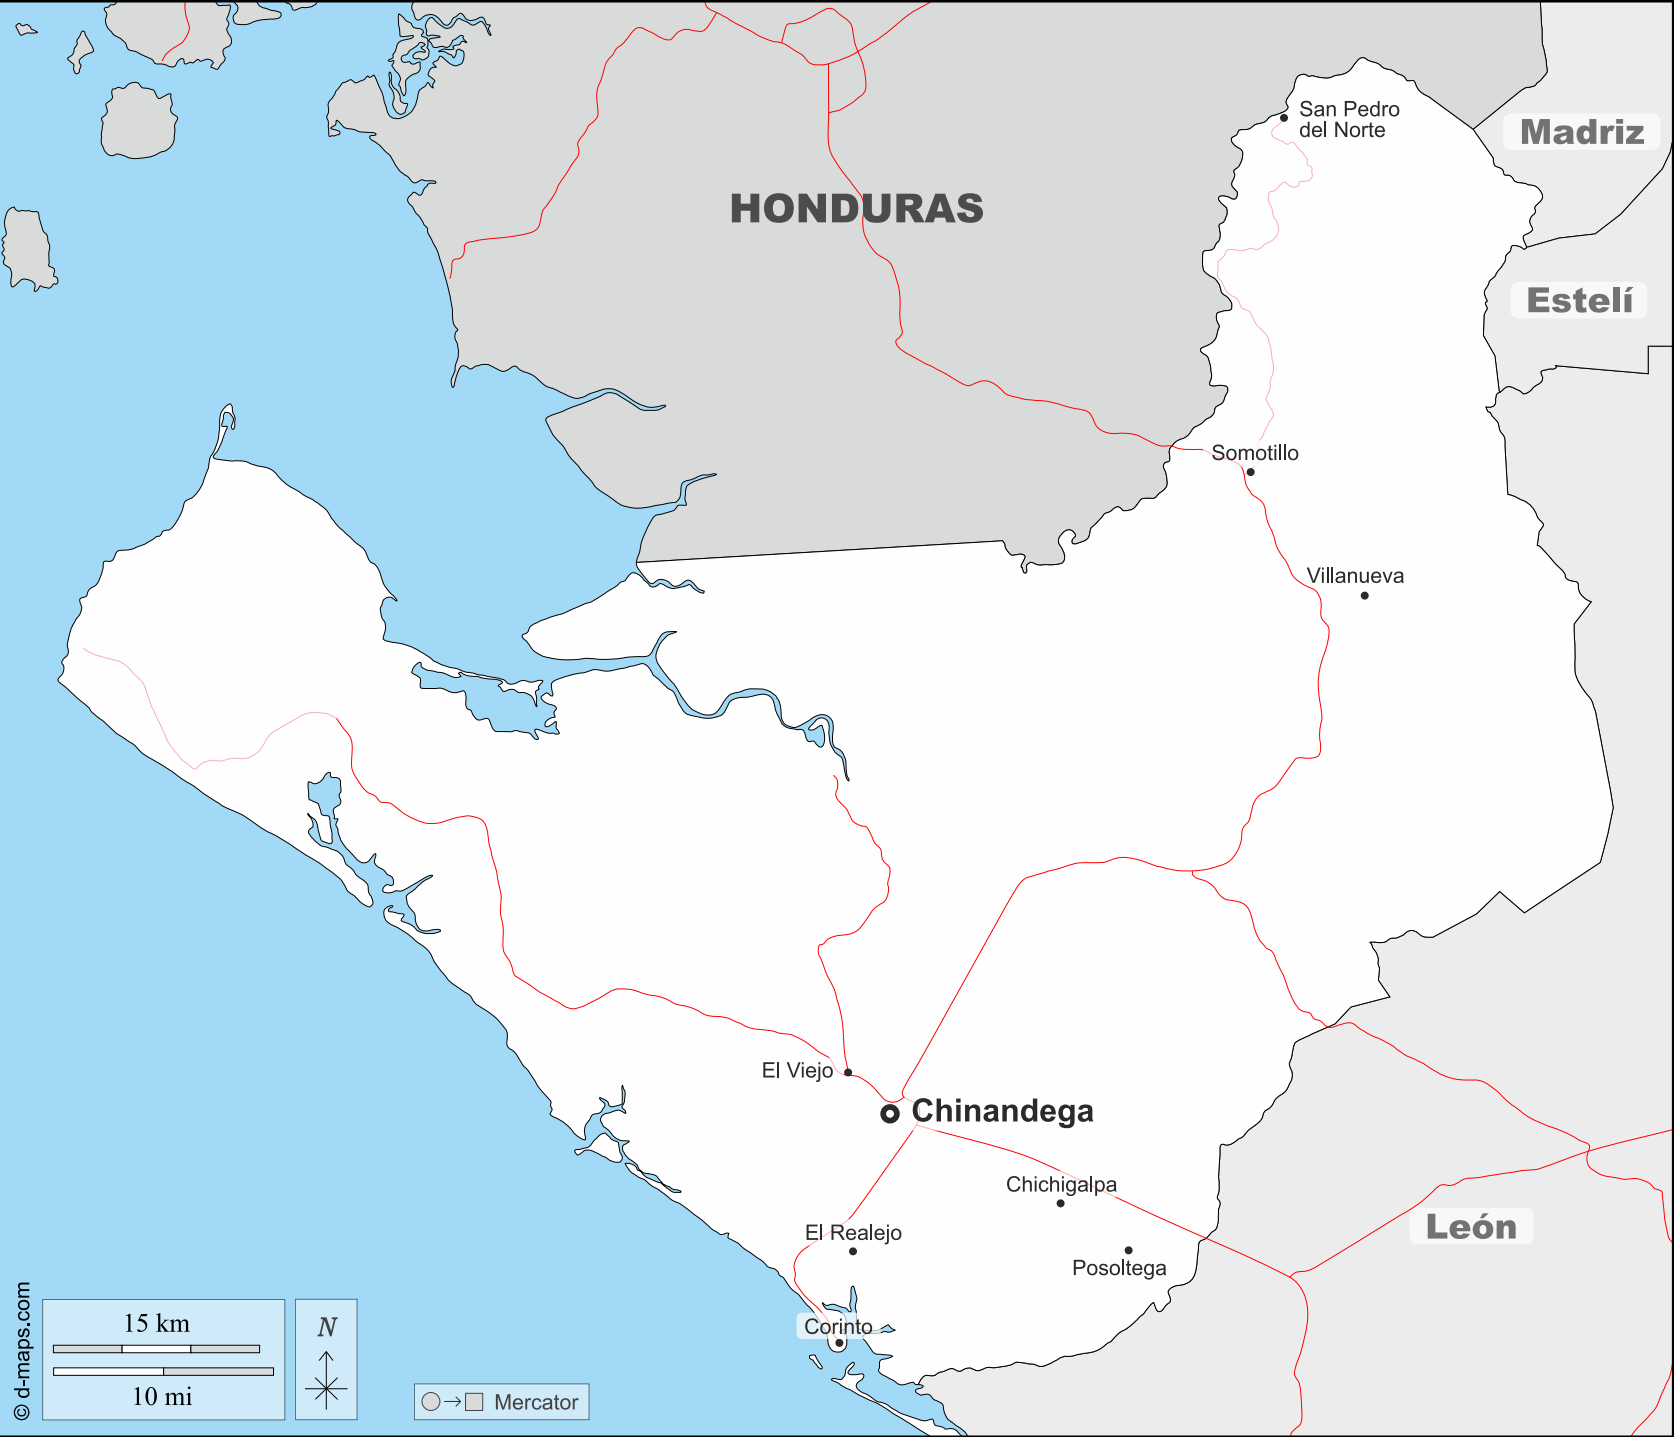 San Pedro
del Norte
Madriz
HONDURAS
Estelí
Somotillo
Villanueva
El Viejo
Chinandega
Chichigalpa
El Realejo
León
Posoltega
Corinto
© d-maps.com
15 km
10 mi
N
Mercator